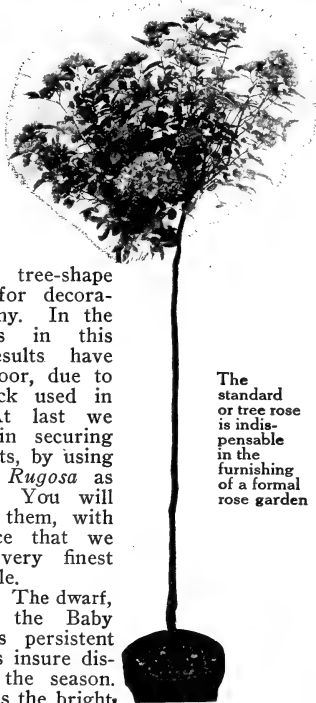 tree-shape
for decora-
ny. In the
s in this
esults have
oor, due to
ck used in
At last we
in securing
ts, by using
Rugosa as
You will
them, with
ce that we
very finest
le.
The dwarf,
the Baby
s persistent
s insure dis-
the season.
s the bright,
The
standard
or tree rose
is indis-
pensable
in the
furnishing
of a formal
rose garden